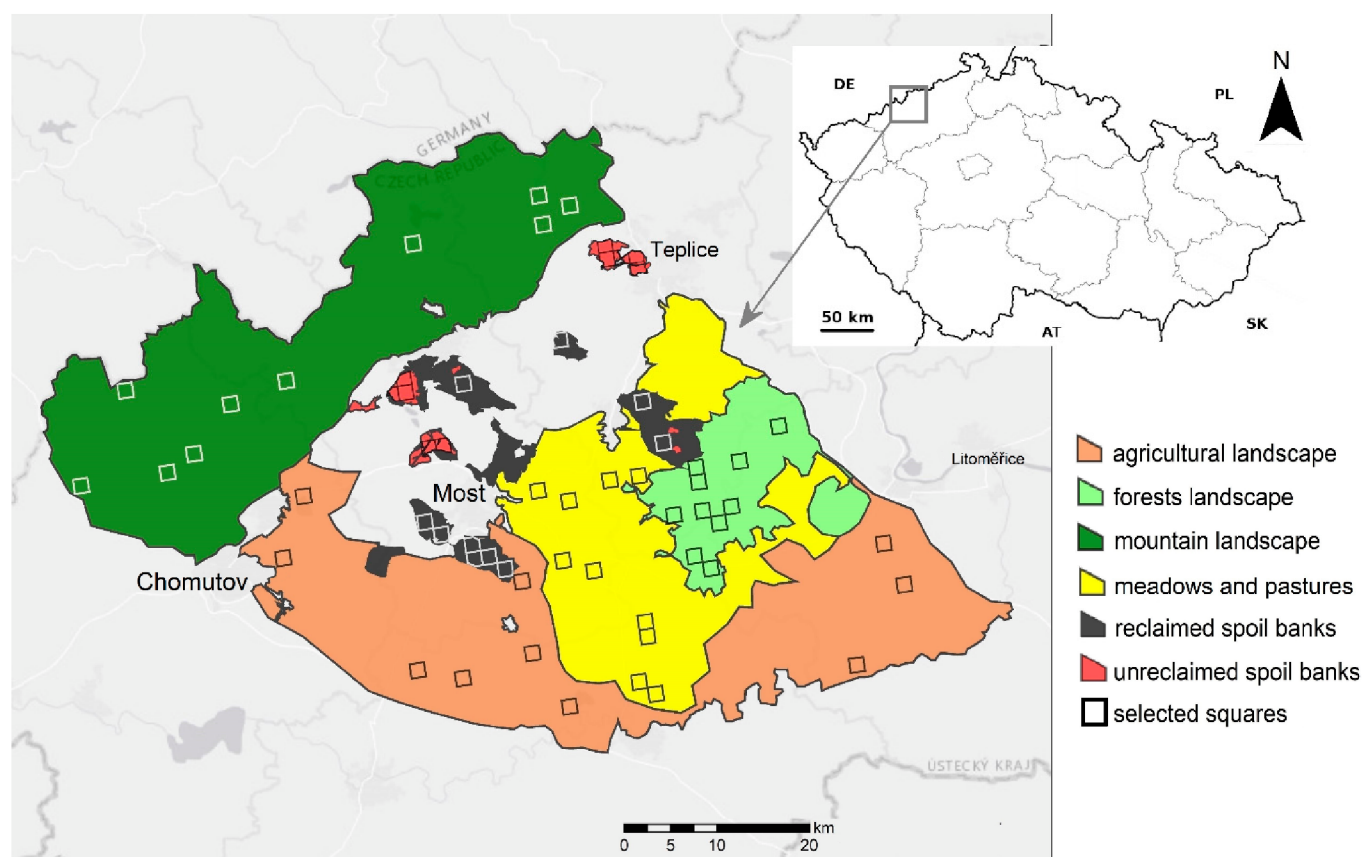 DE
PL
N
GERMANY
CZECH REPUBLIC
Teplice
50 km
AT
SK
Litoměřice
Most
Chomutov
agricultural landscape
forests landscape
mountain landscape
meadows and pastures
reclaimed spoil banks
unreclaimed spoil banks
selected squares
ÚSTECKÝ KRAJ
km
0 5 10 20